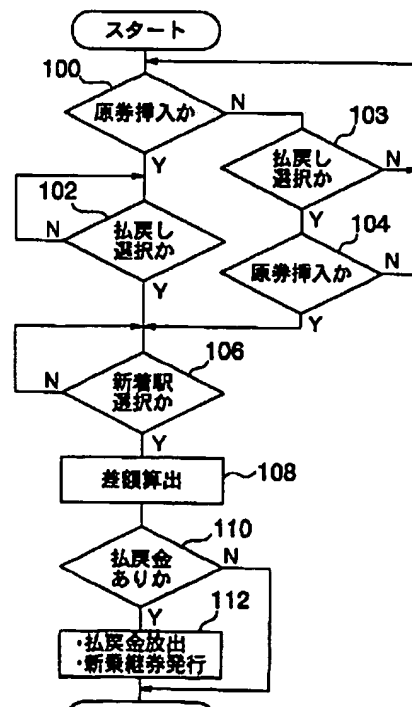 スタート
100
原券挿入か
N
Y
103
払戻し
選択か
N
Y
102
払戻し
選択か
N
Y
104
原券挿入か
N
Y
106
新着駅
選択か
N
Y
差額算出
108
110
払戻金
ありか
N
Y
112
・払戻金放出
・新乗継券発行